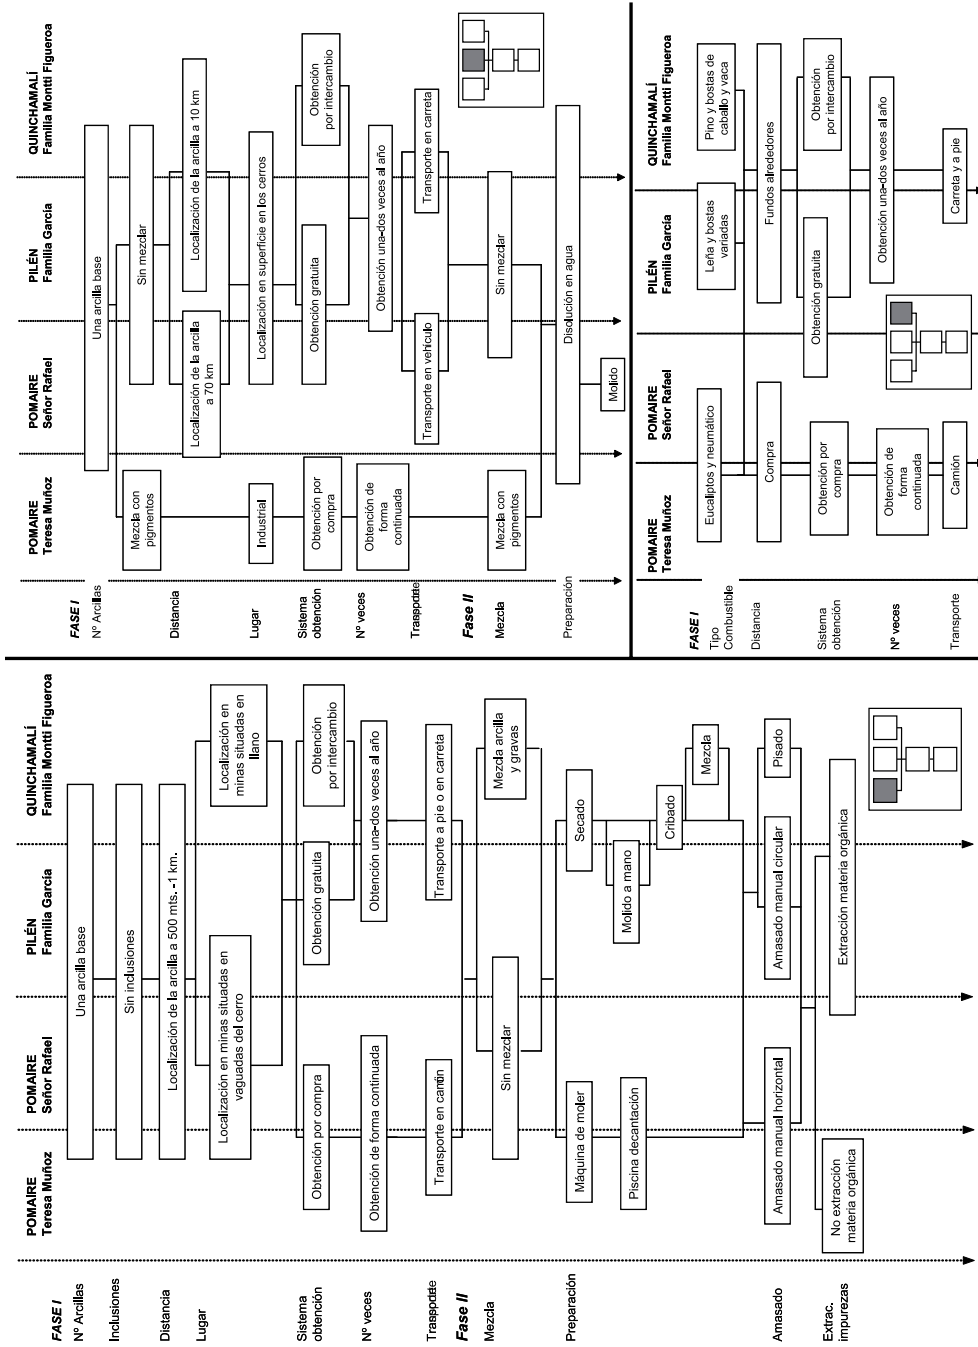 POMAIRE
Teresa Muñoz
POMAIRE
Señor Rafael
PILÉN
Familia García
QUINCHAMALÍ
Familia Montti Figueroa
FASE I
Nº Arcillas
Una arcilla base
Inclusiones
Sin inclusiones
Distancia
Localización de la arcilla a 500 mts. -1 km.
Lugar
Localización en minas situadas en
vaguadas del cerro
Localización en
minas situadas en
llano
Sistema
obtención
Obtención por compra
Obtención gratuita
Obtención
por intercambio
Nº veces
Obtención de forma continuada
Obtención una-dos veces al año
Transporte
Transporte en camión
Transporte a pie o en carreta
Fase II
Mezcla
Sin mezclar
Mezcla arcilla
y gravas
Preparación
Máquina de moler
Secado
Molido a mano
Piscina decantación
Cribado
Mezcla
Amasado
Amasado manual horizontal
Amasado manual circular
Pisado
Extrac.
impurezas
No extracción
materia orgánica
Extracción materia orgánica
POMAIRE
Teresa Muñoz
POMAIRE
Señor Rafael
PILÉN
Familia García
QUINCHAMALÍ
Familia Montti Figueroa
FASE I
Nº Arcillas
Una arcilla base
Mezcla con
pigmentos
Sin mezclar
Distancia
Localización de la arcilla
a 70 km
Localización de la arcilla a 10 km
Lugar
Industrial
Localización en superficie en los cerros
Sistema
obtención
Obtención por
compra
Obtención gratuita
Obtención
por intercambio
Nº veces
Obtención de
forma
continuada
Obtención una-dos veces al año
Transporte
Transporte en vehículo
Transporte en carreta
Fase II
Mezcla
Mezcla con
pigmentos
Sin mezclar
Preparación
Disolución en agua
Molido
POMAIRE
Teresa Muñoz
POMAIRE
Señor Rafael
PILÉN
Familia García
QUINCHAMALÍ
Familia Montti Figueroa
FASE I
Tipo
Combustible
Eucaliptos y neumático
Leña y bostas
variadas
Pino y bostas de
caballo y vaca
Distancia
Compra
Fundos alrededores
Sistema
obtención
Obtención por
compra
Obtención gratuita
Obtención
por intercambio
Nº veces
Obtención de
forma
continuada
Obtención una-dos veces al año
Transporte
Camión
Carreta y a pie